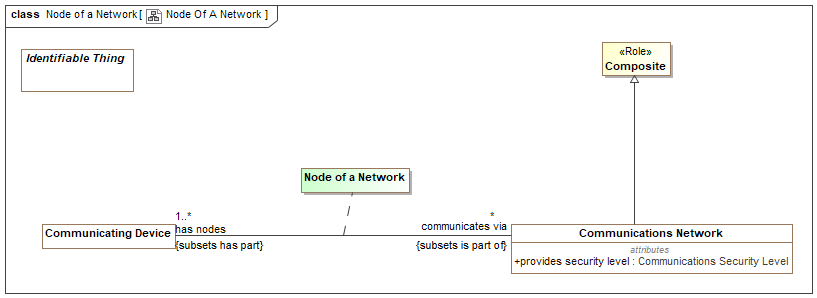 class Node of a Network[ Node Of A Network ]
Identifiable Thing
«Role»
Composite
Node of a Network
1..*
has nodes
{subsets has part}
*
communicates via
{subsets is part of}
Communicating Device
Communications Network
attributes
+provides security level : Communications Security Level